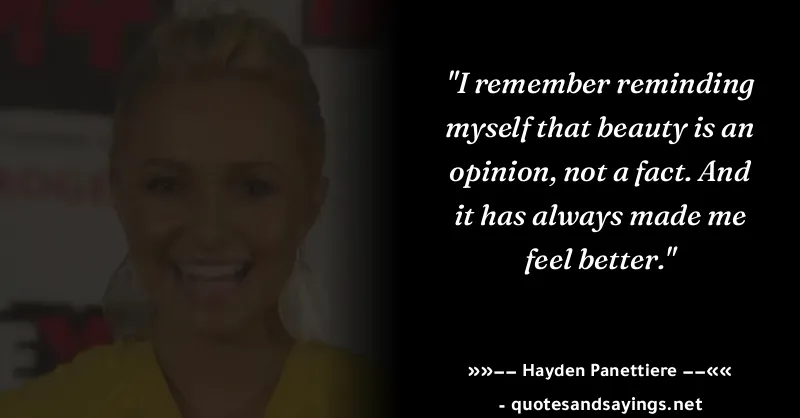 "I remember reminding
myself that beauty is an
opinion, not a fact. And
it has always made me
feel better."
»»–– Hayden Panettiere ––««
- quotesandsayings.net